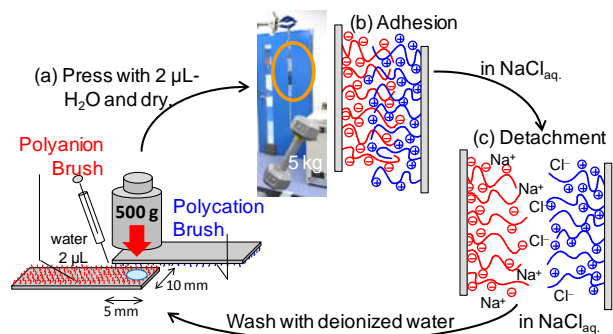 (a) Press with 2 µL-
H₂O and dry.
Polyanion
Brush
water
2 µL
500 g
Polycation
Brush
10 mm
5 mm
5 kg
(b) Adhesion
in NaClaq.
(c) Detachment
Na⁺
Cl⁻
Na⁺
Cl⁻
Cl⁻
Na⁺
Na⁺
Cl⁻
in NaClaq.
Wash with deionized water